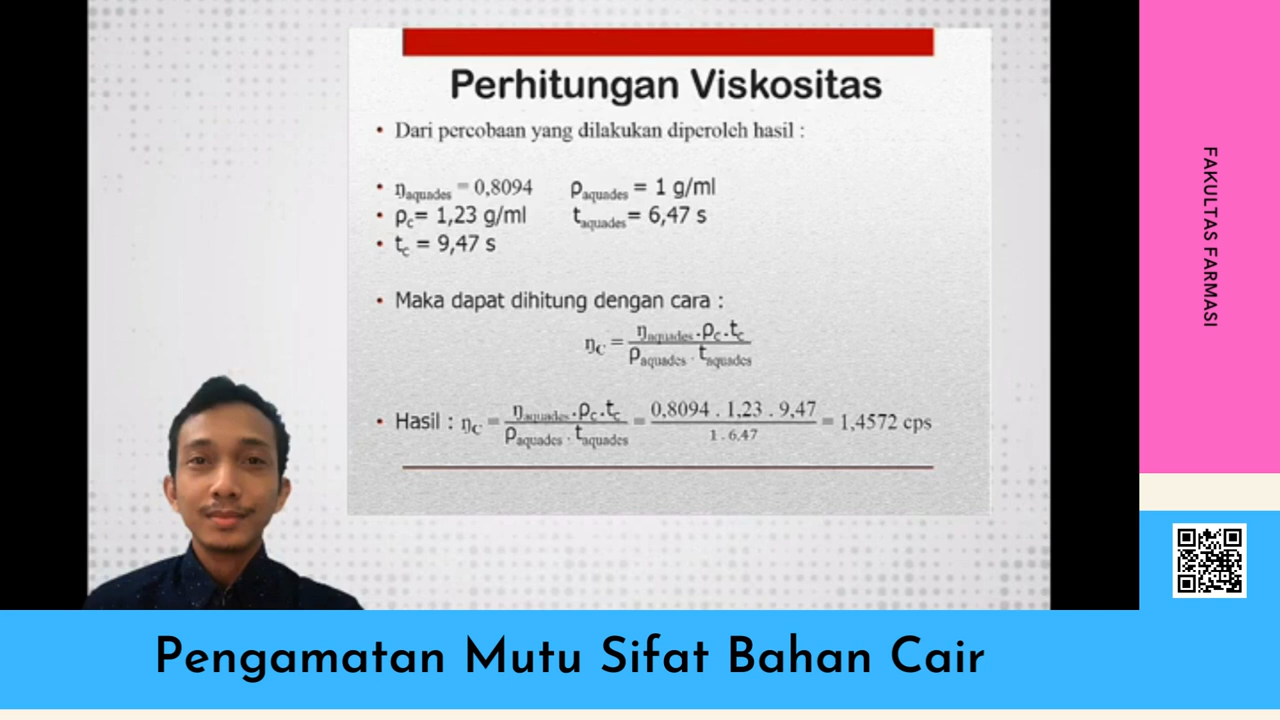 Perhitungan Viskositas
• Dari percobaan yang dilakukan diperoleh hasil :
• ŋaquades = 0,8094 ρaquades = 1 g/ml
• ρc= 1,23 g/ml taquades= 6,47 s
• tc = 9,47 s
• Maka dapat dihitung dengan cara :
ŋc = ŋaquades.ρc.tc / ρaquades . taquades
• Hasil : ŋc = ŋaquades.ρc.tc / ρaquades . taquades = 0,8094 . 1,23 . 9,47 / 1 . 6,47 = 1,4572 cps
FAKULTAS FARMASI
Pengamatan Mutu Sifat Bahan Cair